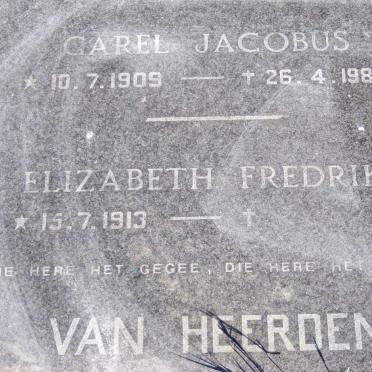 CAREL JACOBUS
★ 10.7.1909 — † 26.4.198
ELIZABETH FREDRIK
★ 15.7.1913 — †
IE HERE HET GEGEE, DIE HERE HET
VAN HEERDEN